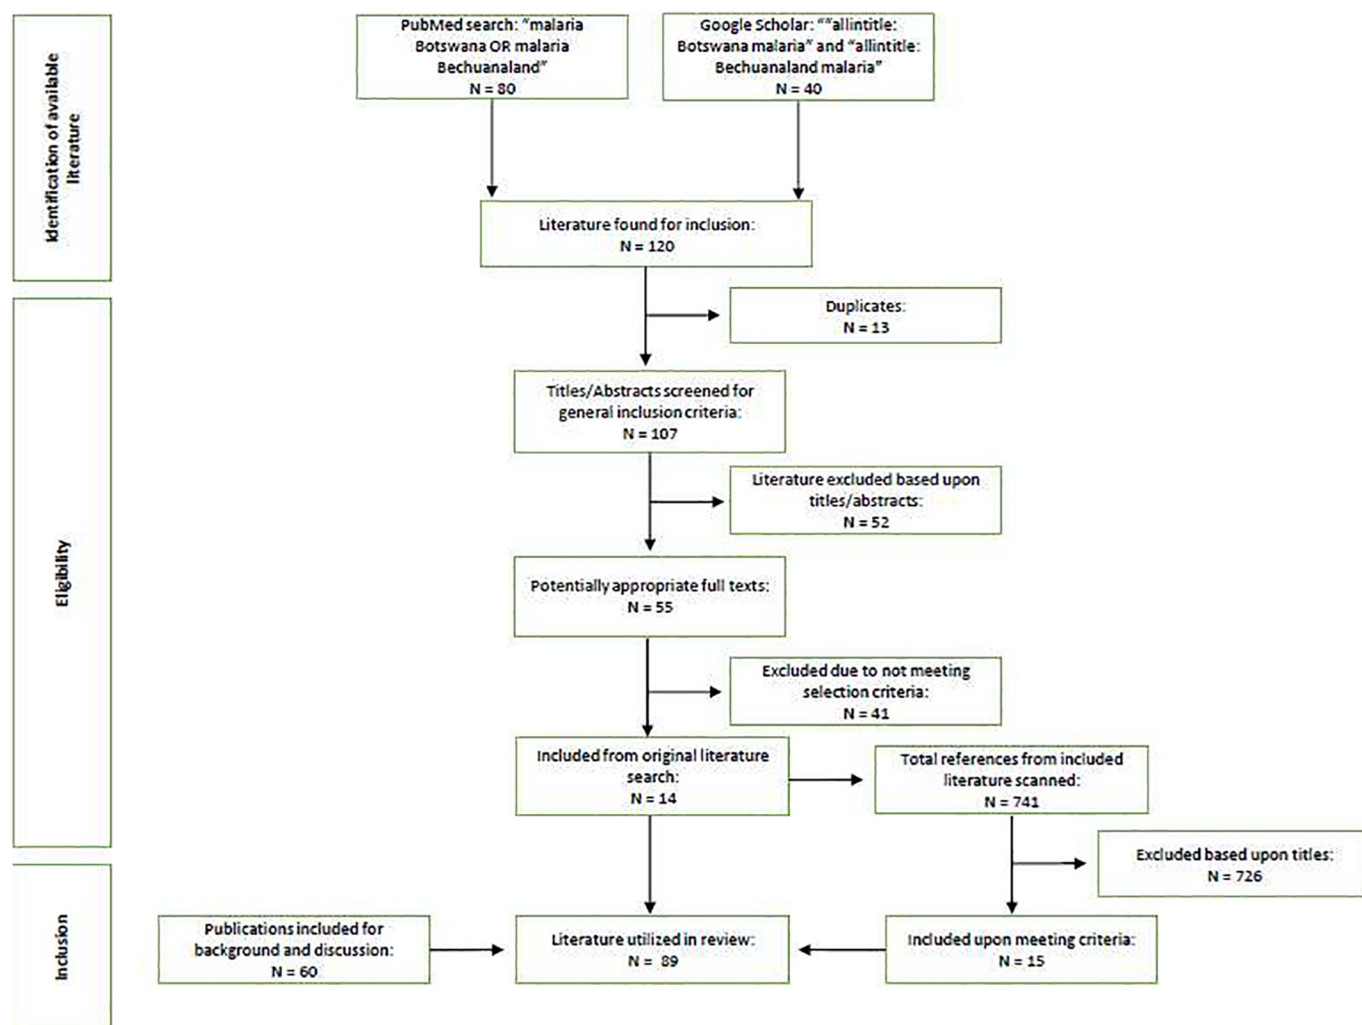 PubMed search: "malaria
Botswana OR malaria
Bechuanaland"
N = 80
Google Scholar: ""allintitle:
Botswana malaria" and "allintitle:
Bechuanaland malaria"
N = 40
Identification of available
literature
Literature found for inclusion:
N = 120
Duplicates:
N = 13
Titles/Abstracts screened for
general inclusion criteria:
N = 107
Literature excluded based upon
titles/abstracts:
N = 52
Eligibility
Potentially appropriate full texts:
N = 55
Excluded due to not meeting
selection criteria:
N = 41
Included from original literature
search:
N = 14
Total references from included
literature scanned:
N = 741
Excluded based upon titles:
N = 726
Inclusion
Publications included for
background and discussion:
N = 60
Literature utilized in review:
N = 89
Included upon meeting criteria:
N = 15